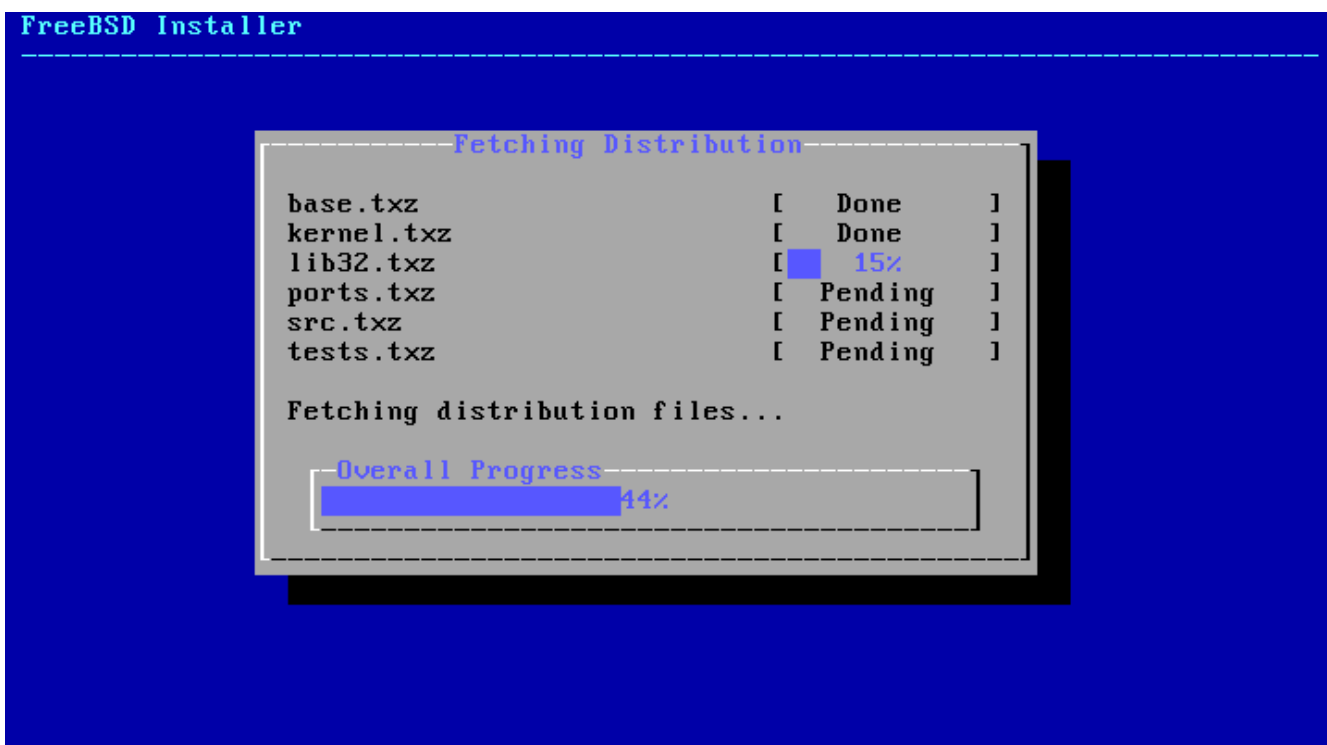 FreeBSD Installer
Fetching Distribution
base.txz [ Done ]
kernel.txz [ Done ]
lib32.txz [ 15% ]
ports.txz [ Pending ]
src.txz [ Pending ]
tests.txz [ Pending ]
Fetching distribution files...
Overall Progress
44%